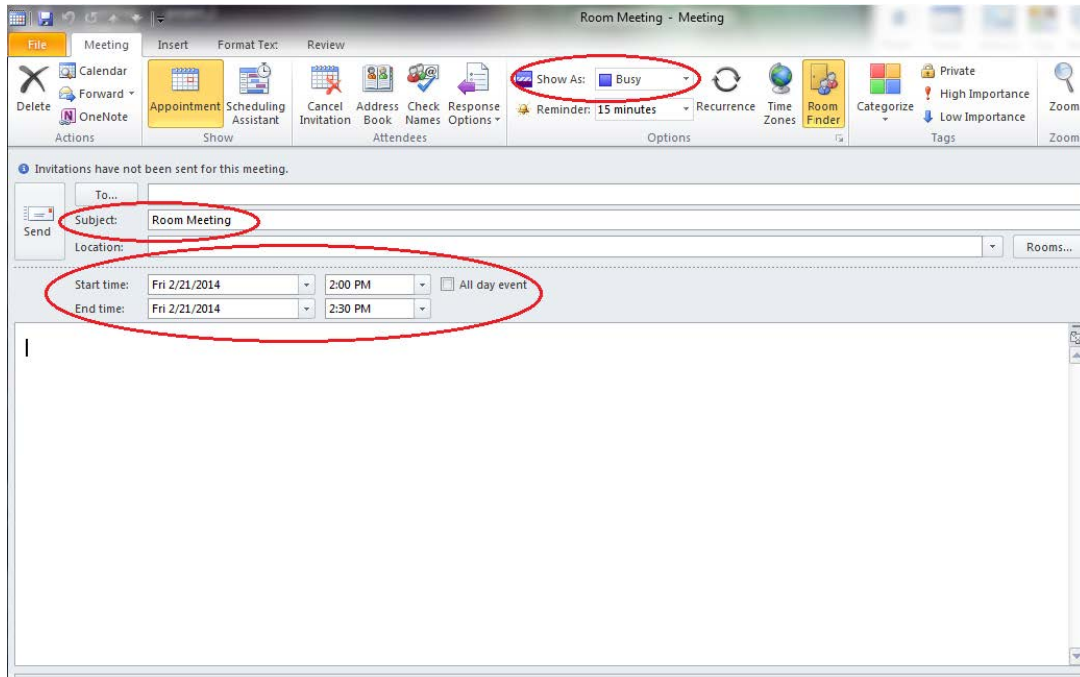 Room Meeting - Meeting
File Meeting Insert Format Text Review
Delete
Calendar
Forward
OneNote
Actions
Appointment
Scheduling
Assistant
Show
Cancel
Invitation
Address
Book
Check
Names
Response
Options
Attendees
Show As: Busy
Reminder: 15 minutes
Recurrence
Time
Zones
Room
Finder
Options
Categorize
Private
High Importance
Low Importance
Tags
Zoom
Zoom
Invitations have not been sent for this meeting.
Send
To...
Subject: Room Meeting
Location: Rooms...
Start time: Fri 2/21/2014 2:00 PM All day event
End time: Fri 2/21/2014 2:30 PM